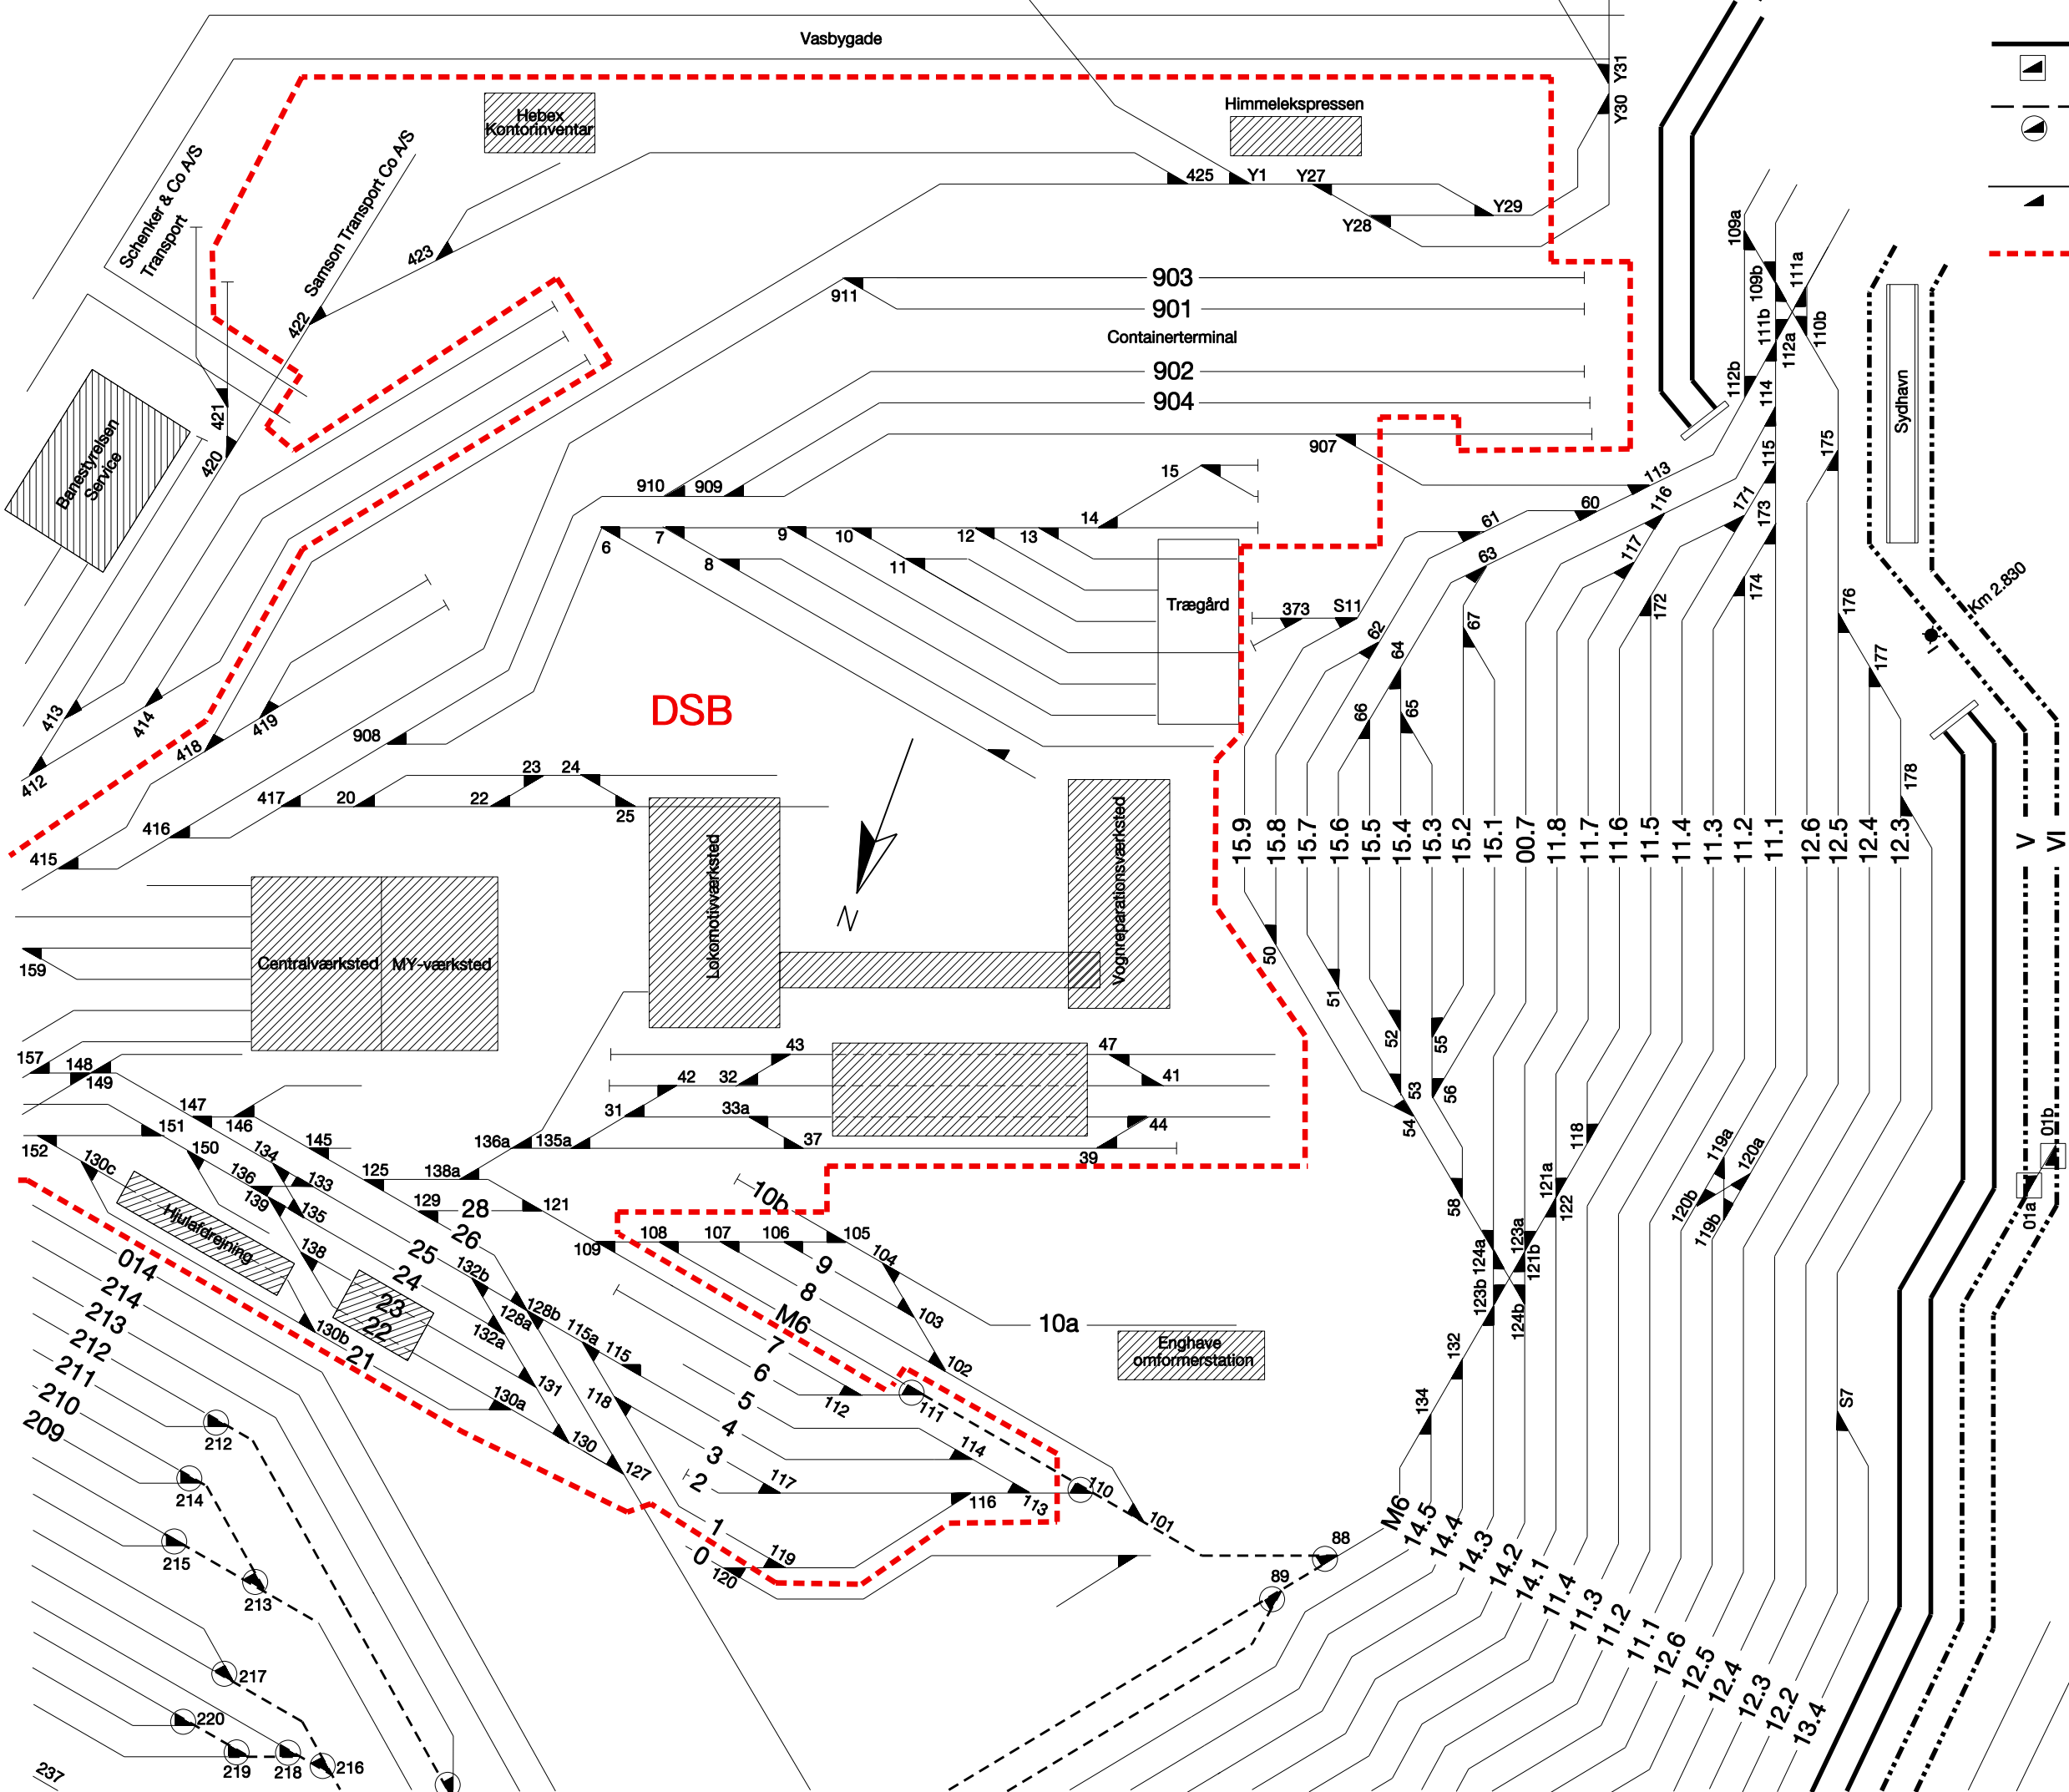 Vasbygade
Y31
Y30
Hebex
Kontorinventar
Himmelekspressen
Schenker & Co A/S
Transport
Samson Transport Co A/S
425
Y1
Y27
Y29
Y28
423
422
109a
109b
111a
111b
110b
112a
112b
903
911
901
Containerterminal
902
904
Sydhavn
421
420
Banestyrelsen
Service
114
115
175
907
15
113
116
171
173
910
909
60
61
14
6
7
9
10
12
13
8
11
63
117
174
172
Km 2.830
Trægård
373
S11
62
64
67
176
177
66
65
DSB
413
414
419
418
908
412
178
23
24
417
20
22
25
416
415
Lokomotivværksted
Vognreparationsværksted
N
15.9
15.8
15.7
15.6
15.5
15.4
15.3
15.2
15.1
00.7
11.8
11.7
11.6
11.5
11.4
11.3
11.2
11.1
12.6
12.5
12.4
12.3
V
VI
159
Centralværksted
MY-værksted
50
51
52
55
53
56
54
157
148
149
43
47
42
32
41
31
33a
44
136a
135a
37
39
147
146
151
145
152
150
134
130c
136
133
125
138a
139
135
129
28
121
118
119a
120a
120b
119b
01b
01a
121a
122
58
Hjulafdrejning
138
26
25
24
23
22
132b
128b
128a
132a
115a
115
10b
109
108
107
106
105
104
9
8
103
M6
102
10a
Enghave
omformerstation
124a
123a
121b
123b
124b
132
014
214
213
212
211
210
209
130b
21
131
130a
118
130
127
7
6
5
4
3
2
1
0
112
111
114
117
116
113
110
101
119
120
134
S7
212
214
215
213
217
220
219
218
216
237
88
89
M6
14.5
14.4
14.3
14.2
14.1
11.4
11.3
11.2
11.1
12.6
12.5
12.4
12.3
12.2
13.4